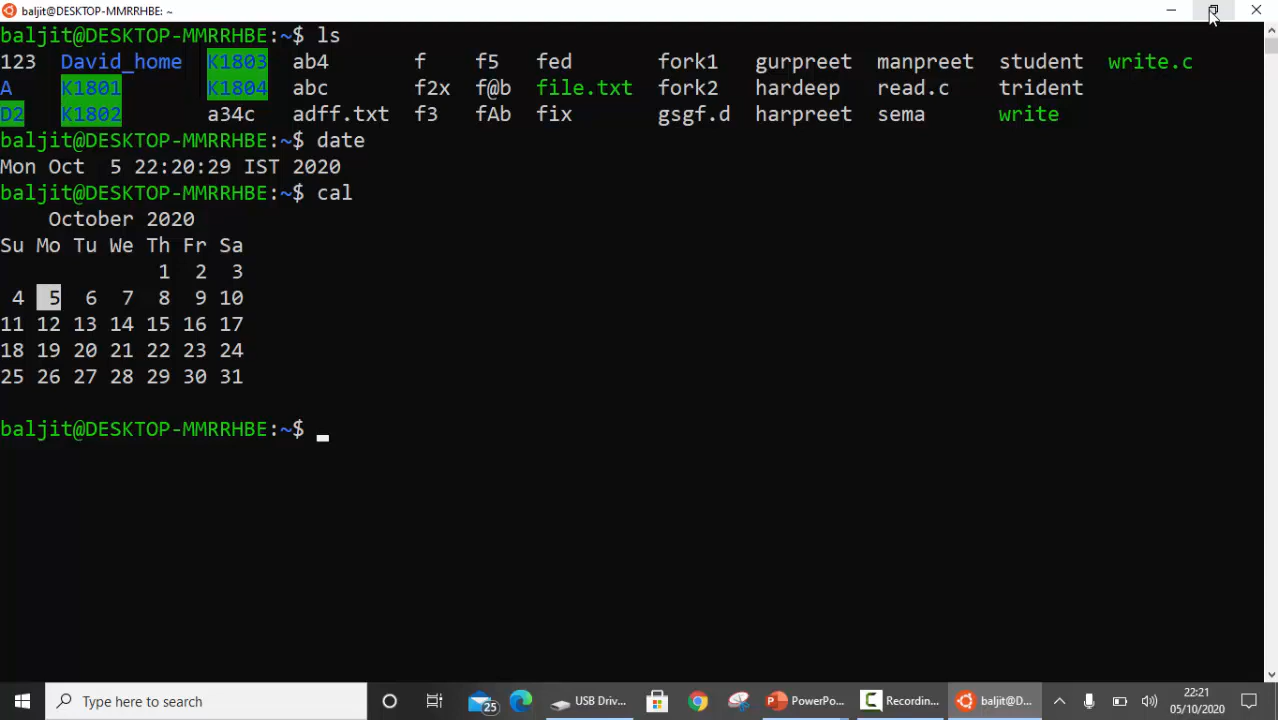 baljit@DESKTOP-MMRRHBE: ~
baljit@DESKTOP-MMRRHBE:~$ ls
123 David_home K1803 ab4 f f5 fed fork1 gurpreet manpreet student write.c
A K1801 K1804 abc f2x f@b file.txt fork2 hardeep read.c trident
D2 K1802 a34c adff.txt f3 fAb fix gsgf.d harpreet sema write
baljit@DESKTOP-MMRRHBE:~$ date
Mon Oct  5 22:20:29 IST 2020
baljit@DESKTOP-MMRRHBE:~$ cal
October 2020
Su Mo Tu We Th Fr Sa
1 2 3
4 5 6 7 8 9 10
11 12 13 14 15 16 17
18 19 20 21 22 23 24
25 26 27 28 29 30 31
baljit@DESKTOP-MMRRHBE:~$ _
Type here to search 25 USB Driv... PowerPo... Recording... baljit@D... 22:21
05/10/2020